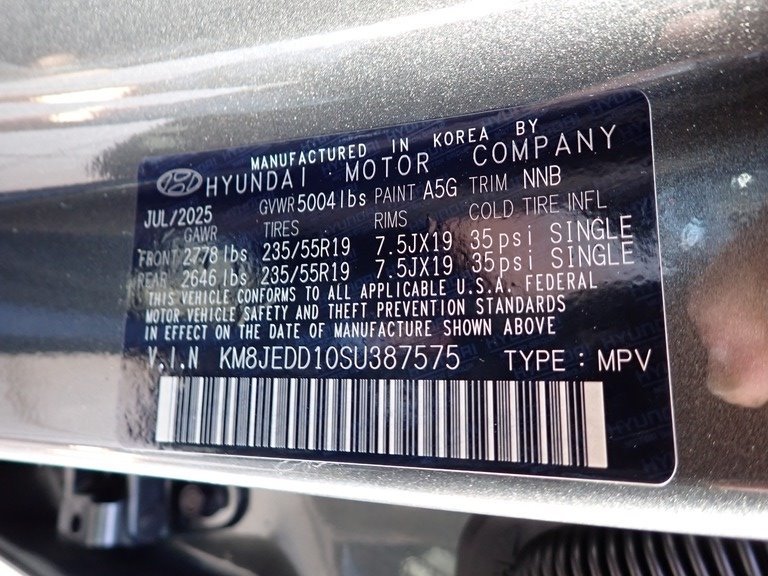 MANUFACTURED IN KOREA BY
HYUNDAI MOTOR COMPANY
JUL/2025 GVWR 5004 lbs PAINT A5G TRIM NNB
GAWR TIRES RIMS COLD TIRE INFL
FRONT 2778 lbs 235/55R19 7.5JX19 35 psi SINGLE
REAR 2646 lbs 235/55R19 7.5JX19 35 psi SINGLE
THIS VEHICLE CONFORMS TO ALL APPLICABLE U.S.A. FEDERAL
MOTOR VEHICLE SAFETY AND THEFT PREVENTION STANDARDS
IN EFFECT ON THE DATE OF MANUFACTURE SHOWN ABOVE
V.I.N KM8JEDD10SU387575 TYPE : MPV